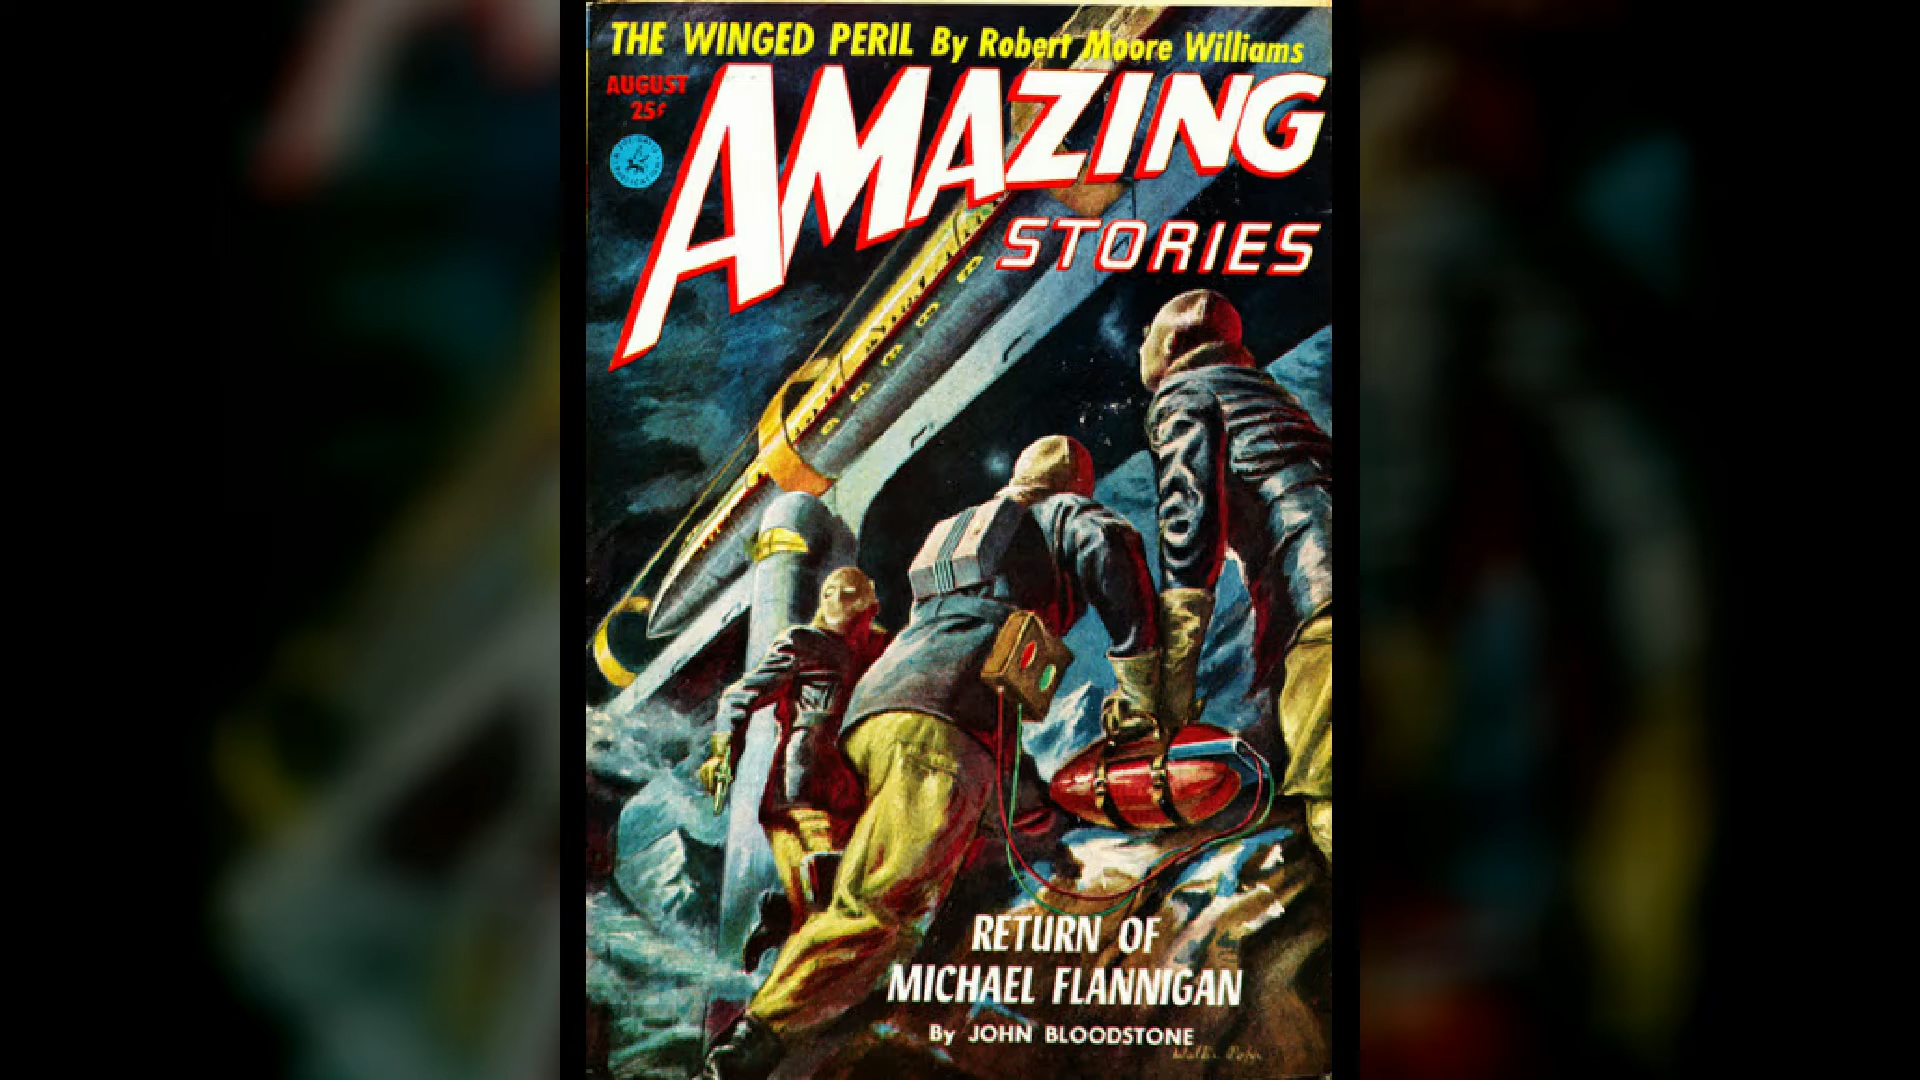 THE WINGED PERIL By Robert Moore Williams
AUGUST
25¢
AMAZING
STORIES
RETURN OF
MICHAEL FLANNIGAN
By JOHN BLOODSTONE